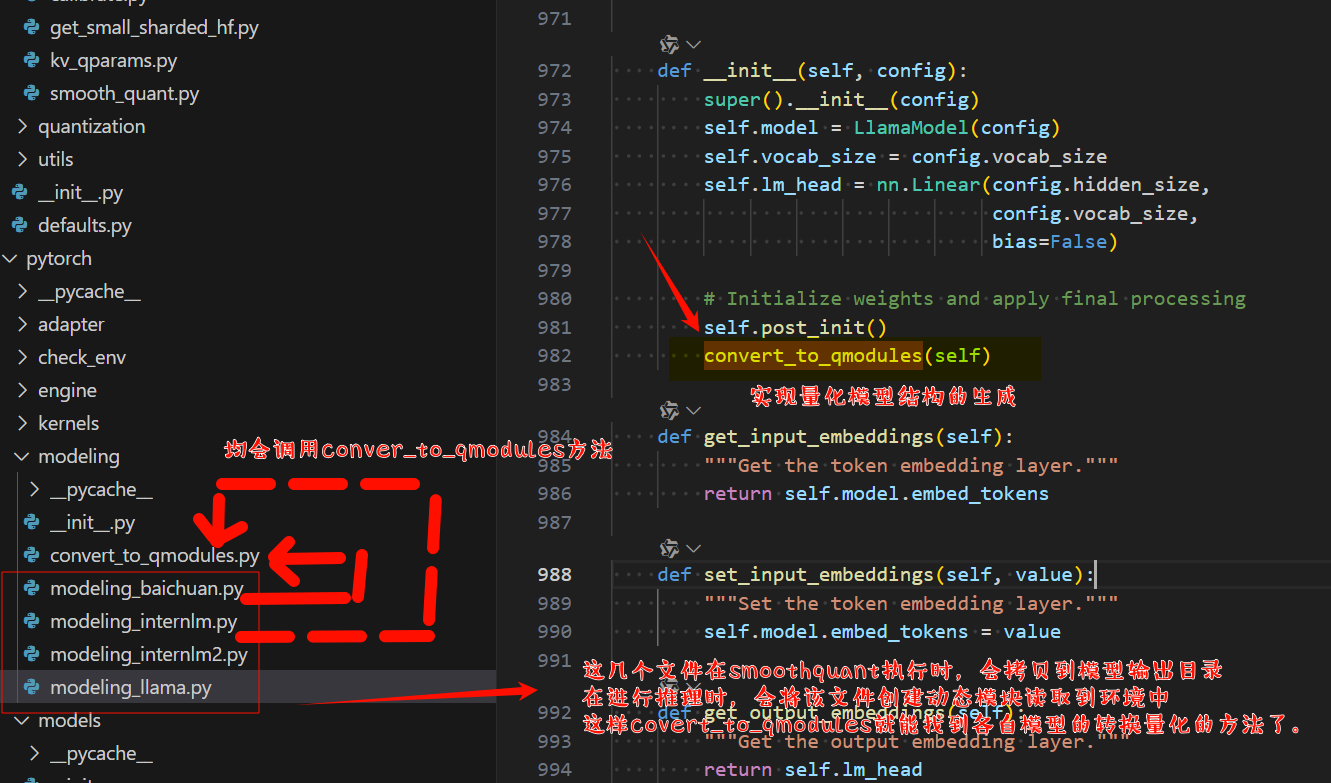 calibrate.py
get_small_sharded_hf.py
kv_qparams.py
smooth_quant.py
quantization
utils
__init__.py
defaults.py
pytorch
__pycache__
adapter
check_env
engine
kernels
modeling
__pycache__
__init__.py
convert_to_qmodules.py
modeling_baichuan.py
modeling_internlm.py
modeling_internlm2.py
modeling_llama.py
models
__pycache__
均会调用conver_to_qmodules方法
971
972 def __init__(self, config):
973 super().__init__(config)
974 self.model = LlamaModel(config)
975 self.vocab_size = config.vocab_size
976 self.lm_head = nn.Linear(config.hidden_size,
977 config.vocab_size,
978 bias=False)
979
980 # Initialize weights and apply final processing
981 self.post_init()
982 convert_to_qmodules(self)
983
实现量化模型结构的生成
984 def get_input_embeddings(self):
985 """Get the token embedding layer."""
986 return self.model.embed_tokens
987
988 def set_input_embeddings(self, value):
989 """Set the token embedding layer."""
990 self.model.embed_tokens = value
991
这几个文件在smoothquant执行时，会拷贝到模型输出目录
在进行推理时，会将该文件创建动态模块读取到环境中
这样covert_to_qmodules就能找到各自模型的转换量化的方法了。
992 def get_output_embeddings(self):
993 """Get the output embedding layer."""
994 return self.lm_head